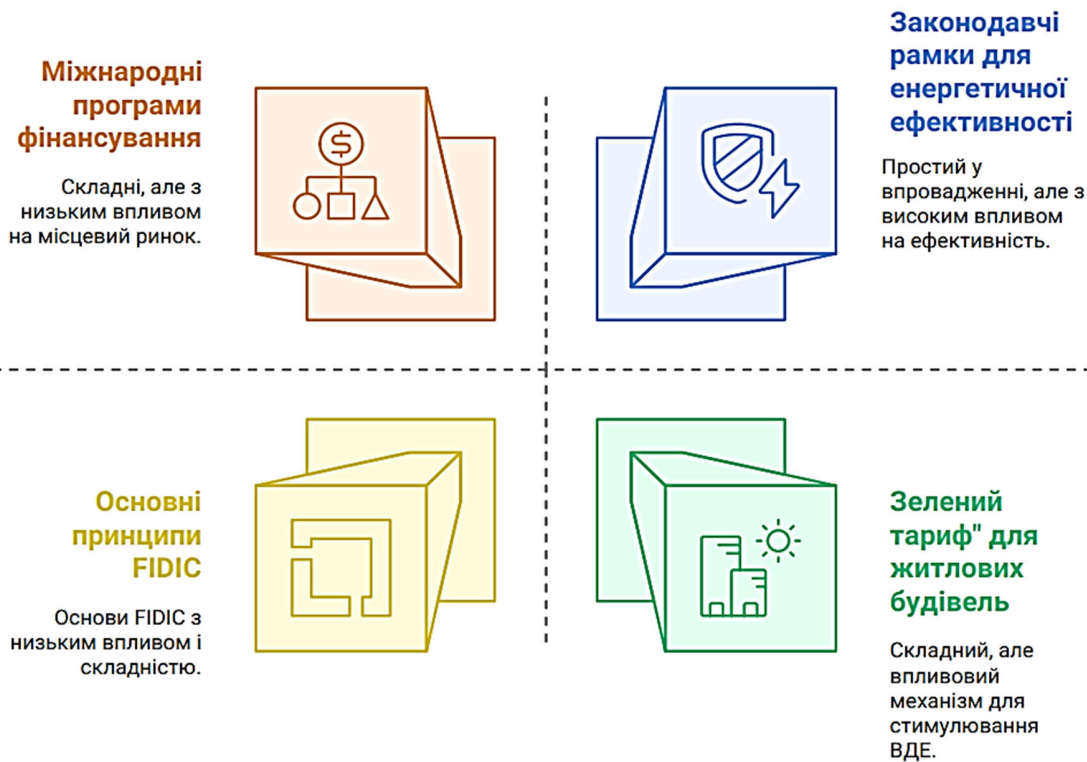 Міжнародні
програми
фінансування
Складні, але з
низьким впливом
на місцевий ринок.
Законодавчі
рамки для
енергетичної
ефективності
Простий у
впровадженні, але з
високим впливом
на ефективність.
Основні
принципи
FIDIC
Основи FIDIC з
низьким впливом і
складністю.
Зелений
тариф" для
житлових
будівель
Складний, але
впливовий
механізм для
стимулювання
ВДЕ.